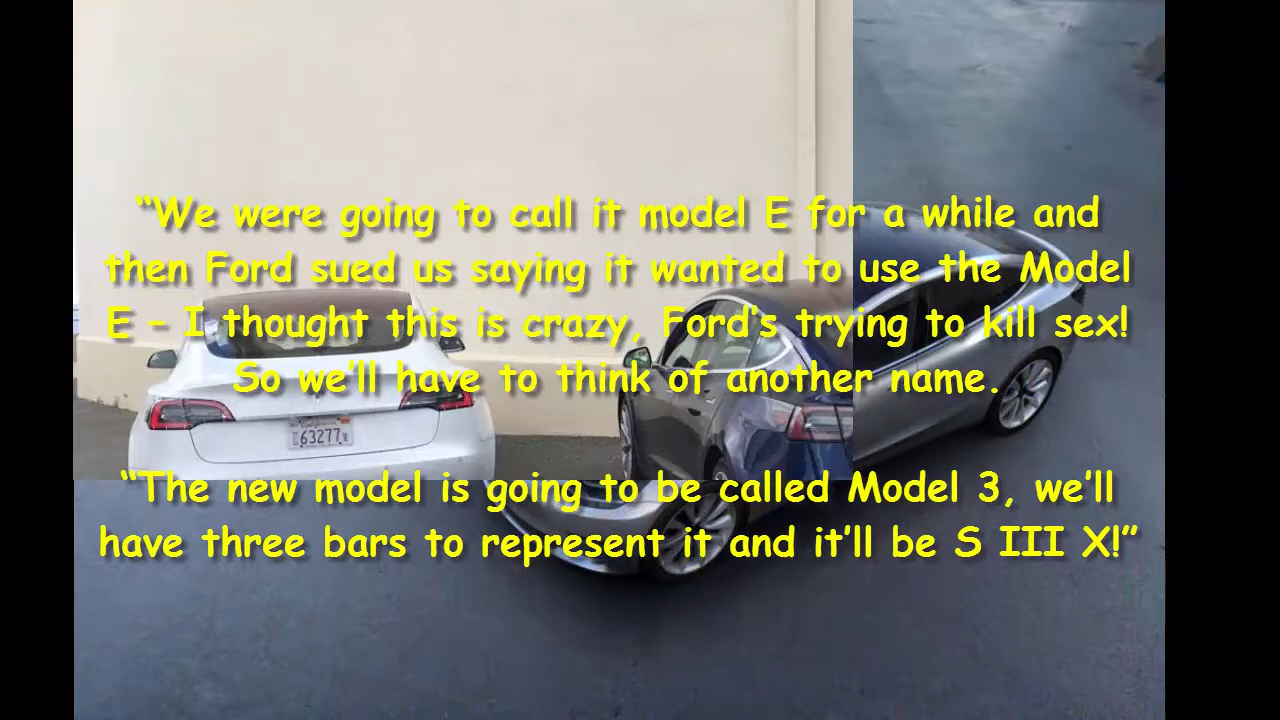 “We were going to call it model E for a while and
then Ford sued us saying it wanted to use the Model
E – I thought this is crazy, Ford’s trying to kill sex!
So we’ll have to think of another name.
“The new model is going to be called Model 3, we’ll
have three bars to represent it and it’ll be S III X!”
California
63277